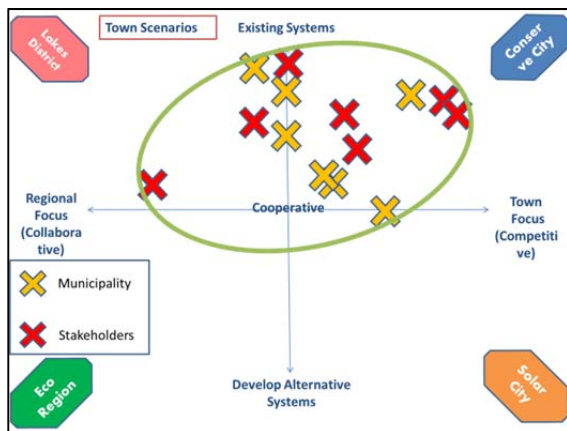 Lakes
District
Town Scenarios
Existing Systems
Conser
ve City
Regional
Focus
(Collabora
tive)
Cooperative
Town
Focus
(Competiti
ve)
Municipality
Stakeholders
Eco
Region
Develop Alternative
Systems
Solar
City